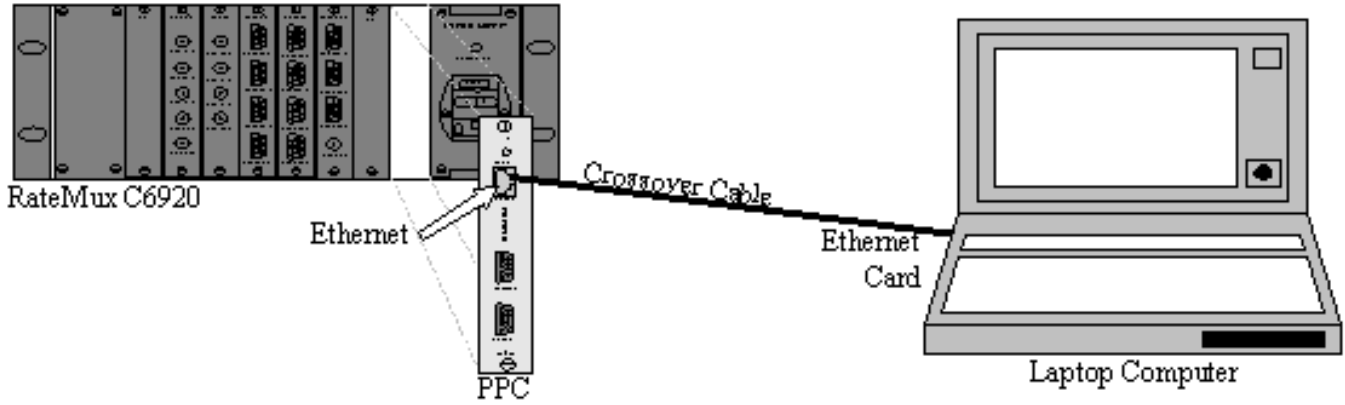 RateMux C6920
Crossover Cable
Ethernet
Ethernet
Card
PPC
Laptop Computer